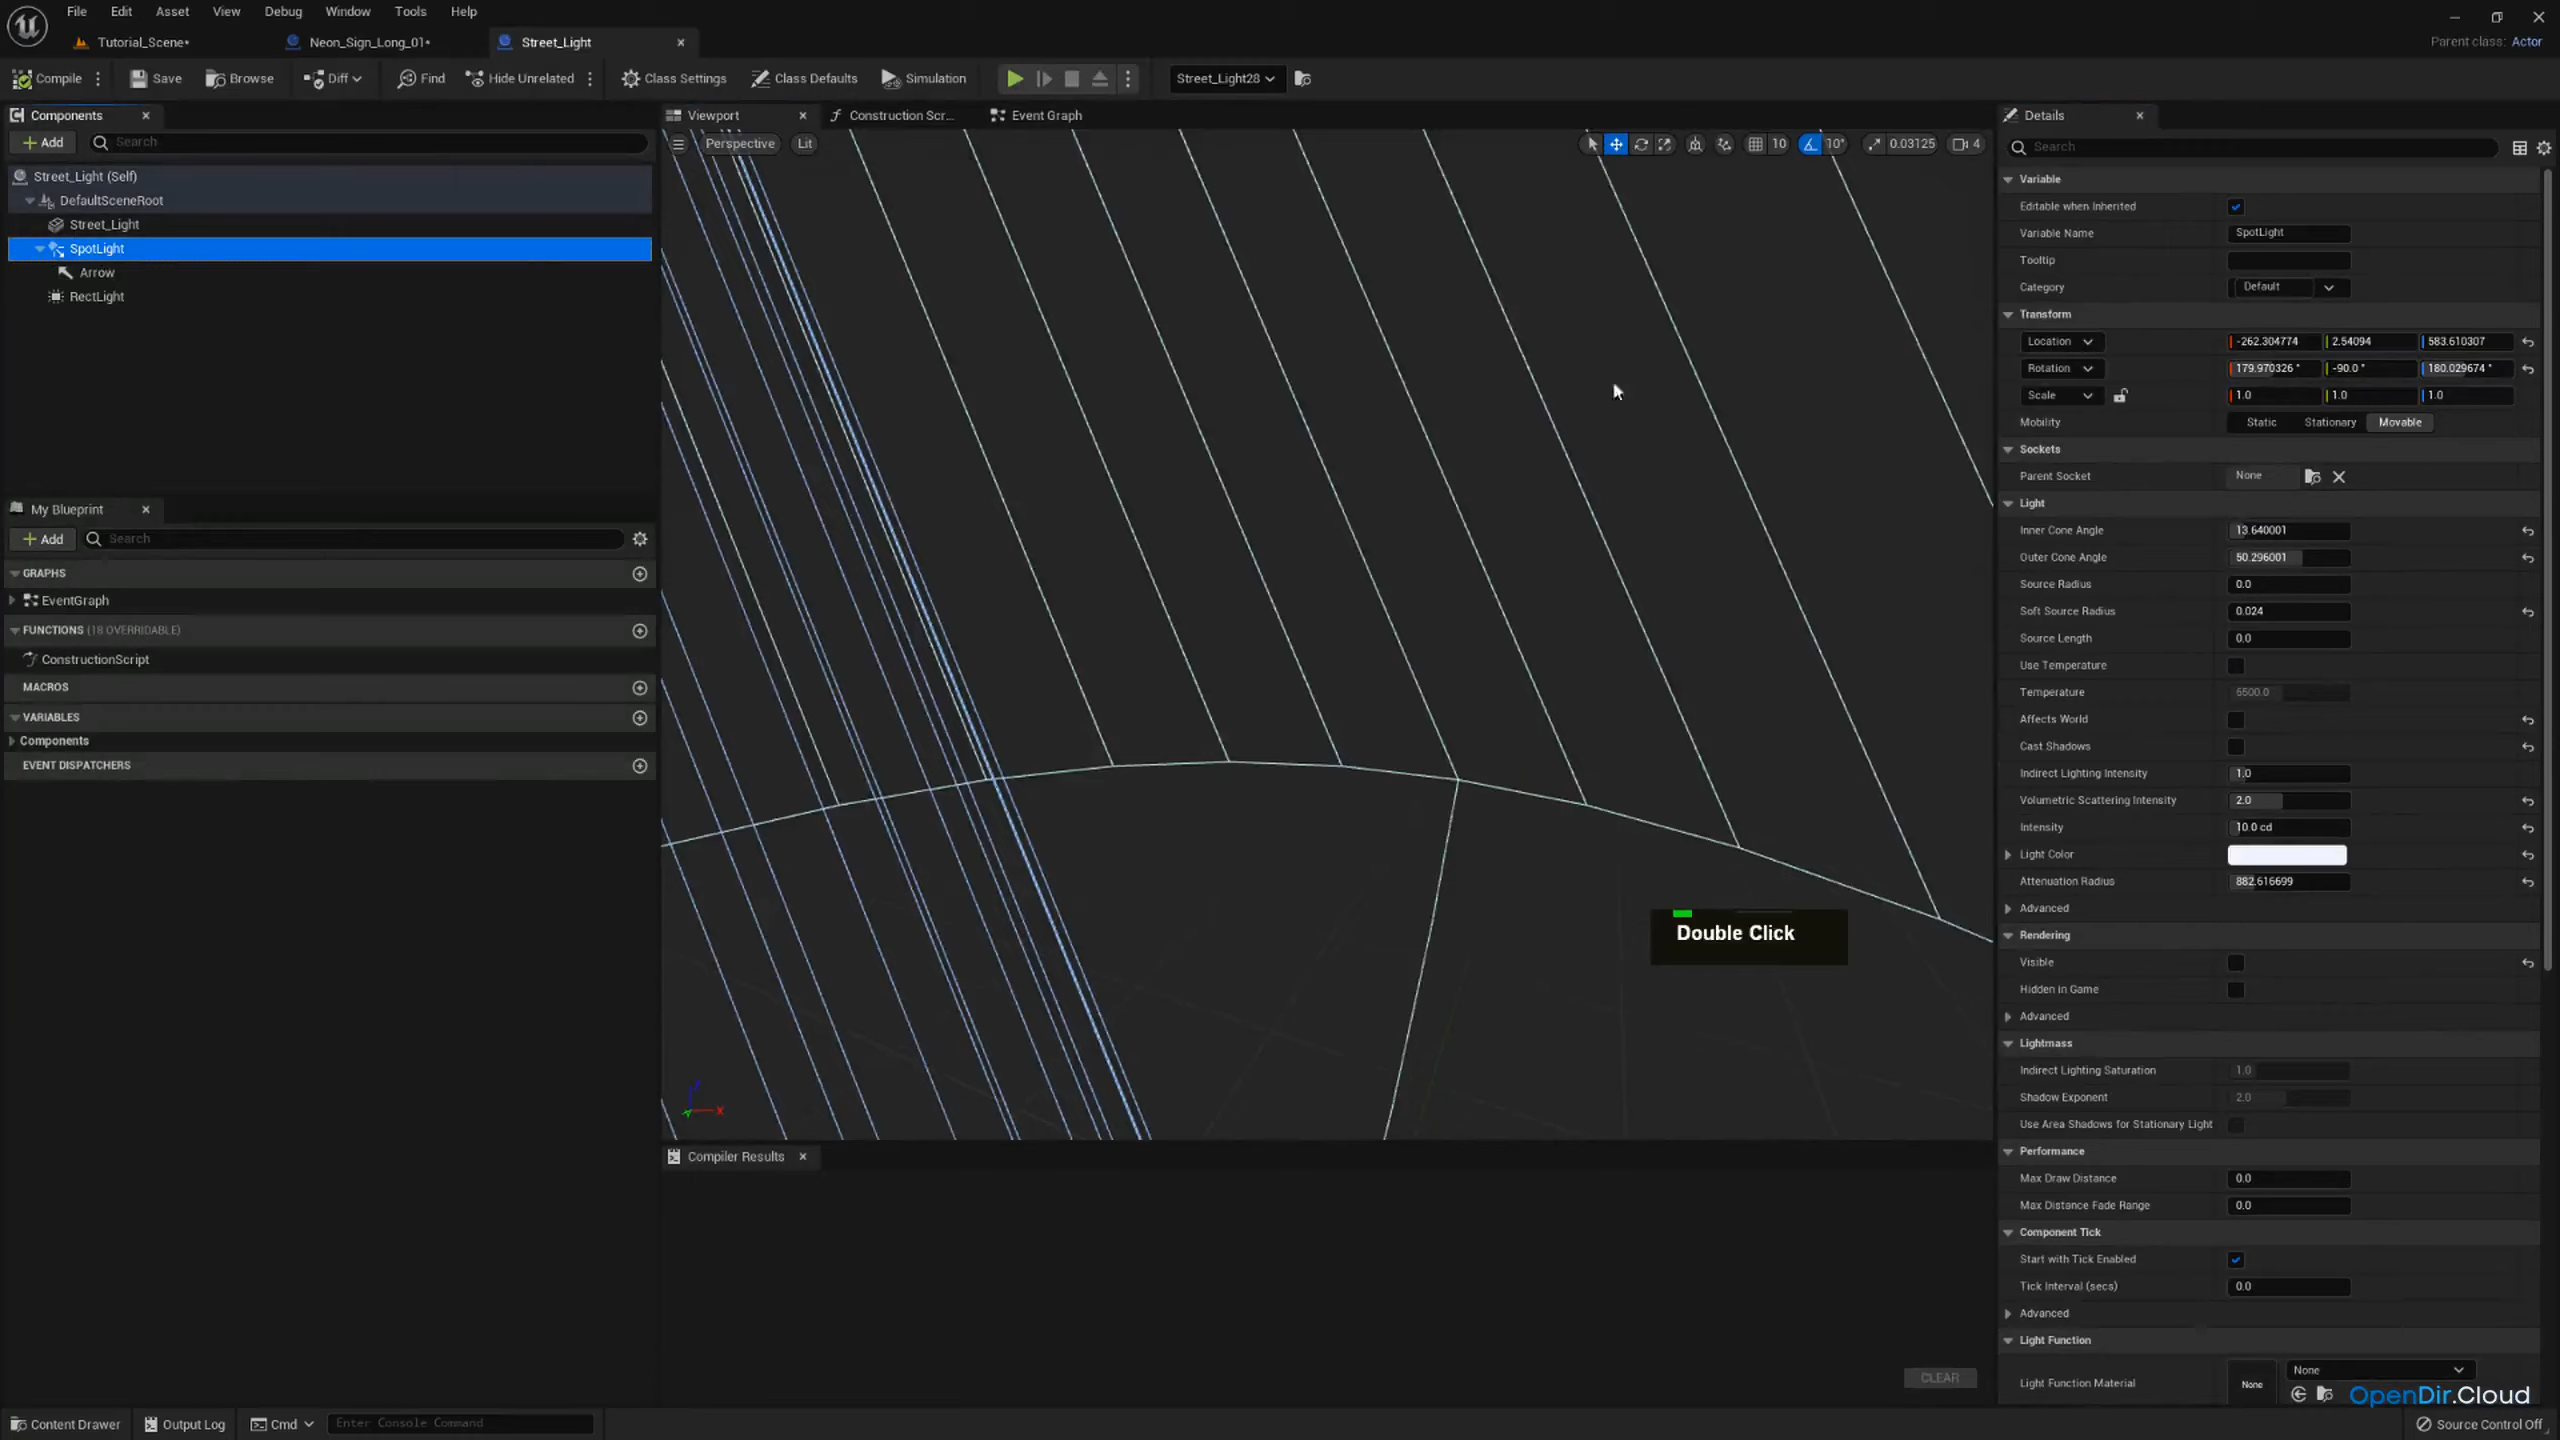 File Edit Asset View Debug Window Tools Help
Tutorial_Scene* Neon_Sign_Long_01* Street_Light
Parent class: Actor
Compile Save Browse Diff Find Hide Unrelated Class Settings Class Defaults Simulation Street_Light28
Components
Add Search
Street_Light (Self)
DefaultSceneRoot
Street_Light
SpotLight
Arrow
RectLight
My Blueprint
Add Search
GRAPHS
EventGraph
FUNCTIONS (18 OVERRIDABLE)
ConstructionScript
MACROS
VARIABLES
Components
EVENT DISPATCHERS
Viewport Construction Scr... Event Graph
Perspective Lit 10 10° 0.03125 4
Double Click
Compiler Results
CLEAR
Details
Search
Variable
Editable when Inherited
Variable Name SpotLight
Tooltip
Category Default
Transform
Location -262.304774 2.54094 583.610307
Rotation 179.970326 ° -90.0 ° 180.029674 °
Scale 1.0 1.0 1.0
Mobility Static Stationary Movable
Sockets
Parent Socket None
Light
Inner Cone Angle 13.640001
Outer Cone Angle 50.296001
Source Radius 0.0
Soft Source Radius 0.024
Source Length 0.0
Use Temperature
Temperature 6500.0
Affects World
Cast Shadows
Indirect Lighting Intensity 1.0
Volumetric Scattering Intensity 2.0
Intensity 10.0 cd
Light Color
Attenuation Radius 882.616699
Advanced
Rendering
Visible
Hidden in Game
Advanced
Lightmass
Indirect Lighting Saturation 1.0
Shadow Exponent 2.0
Use Area Shadows for Stationary Light
Performance
Max Draw Distance 0.0
Max Distance Fade Range 0.0
Component Tick
Start with Tick Enabled
Tick Interval (secs) 0.0
Advanced
Light Function
Light Function Material None None
OpenDir.Cloud
Content Drawer Output Log Cmd Enter Console Command Source Control Off